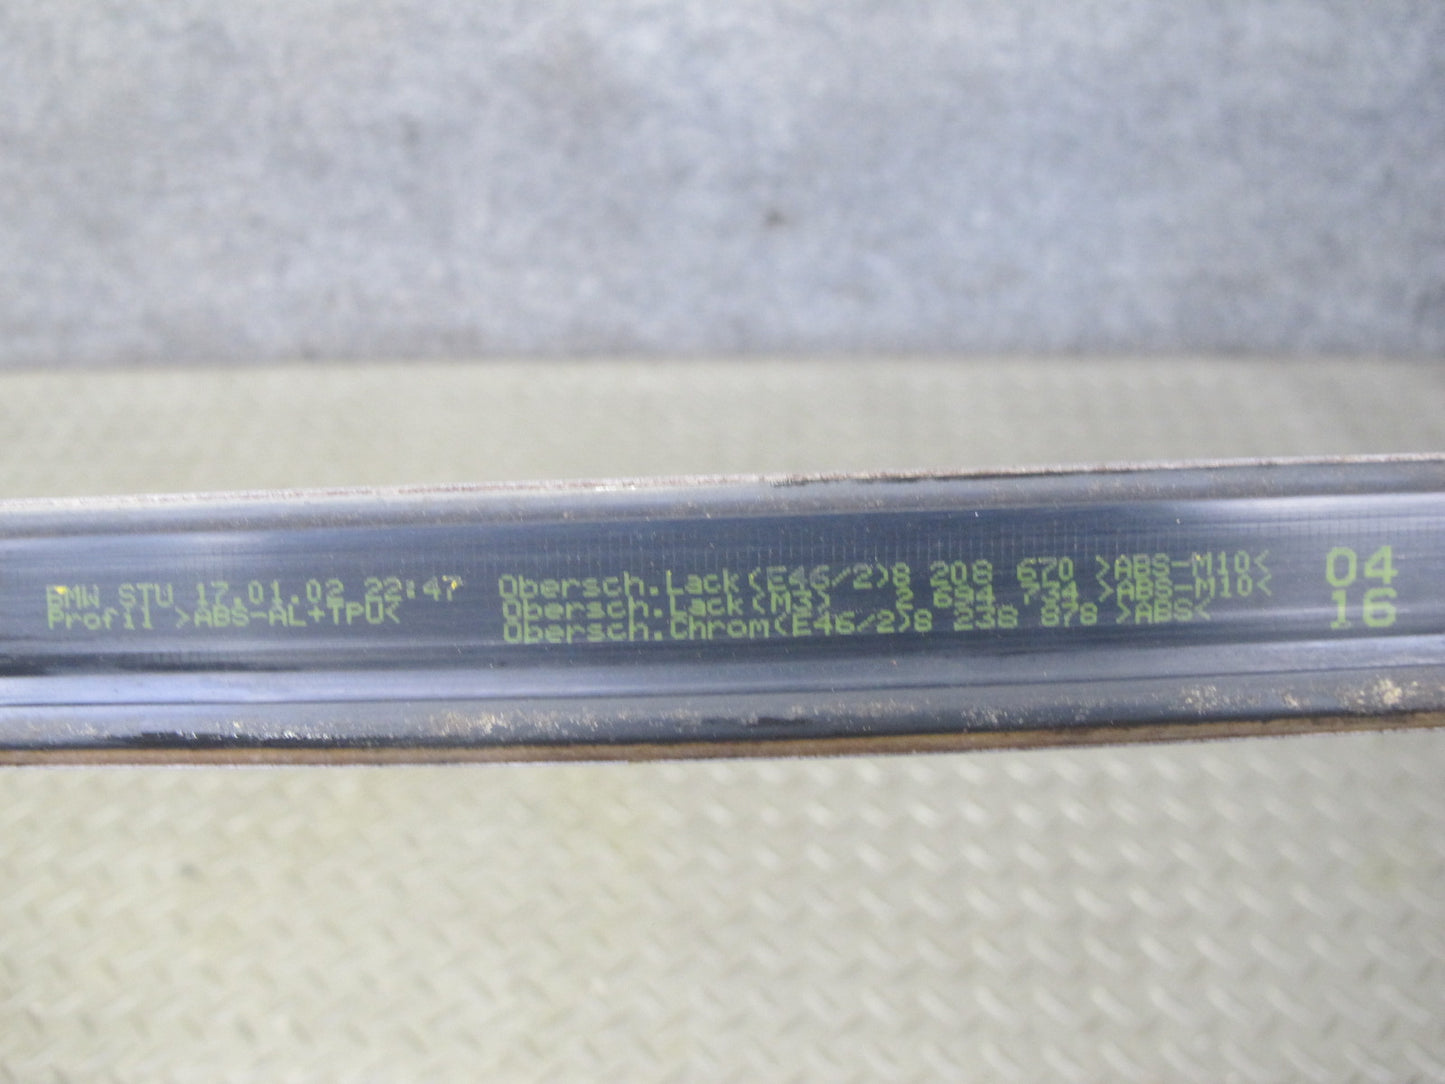 BMW STW 17.01.02 22:47
Profil >ABS-AL+TPU<
Obersch.Lack(E46/2)8 208 670 >ABS-M10<
Obersch.Lack(M3) 2 694 734 >ABS-M10<
Obersch.Chrom(E46/2)8 238 878 >ABS<
04
16